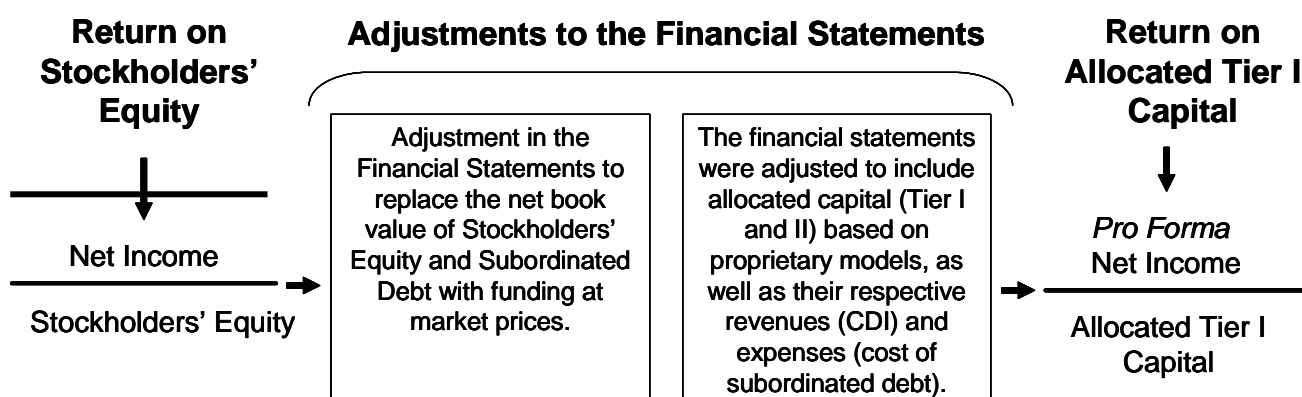 Return on
Stockholders'
Equity
Net Income
Stockholders' Equity
Adjustments to the Financial Statements
Adjustment in the
Financial Statements to
replace the net book
value of Stockholders'
Equity and Subordinated
Debt with funding at
market prices.
The financial statements
were adjusted to include
allocated capital (Tier I
and II) based on
proprietary models, as
well as their respective
revenues (CDI) and
expenses (cost of
subordinated debt).
Return on
Allocated Tier I
Capital
Pro Forma
Net Income
Allocated Tier I
Capital